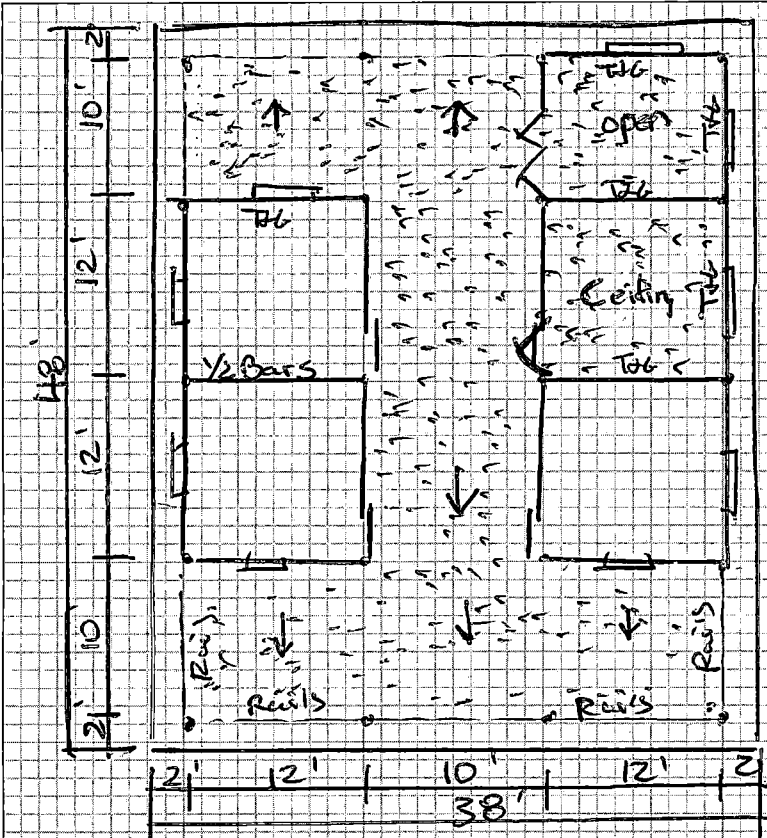 2'
10'
12'
12'
10'
2'
48'
T&G
open
T&G
T&G
T&G
Ceiling
T&G
T&G
1/2 Bars
Rails
Rails
Rails
Rails
2'
12'
10'
12'
2
38'